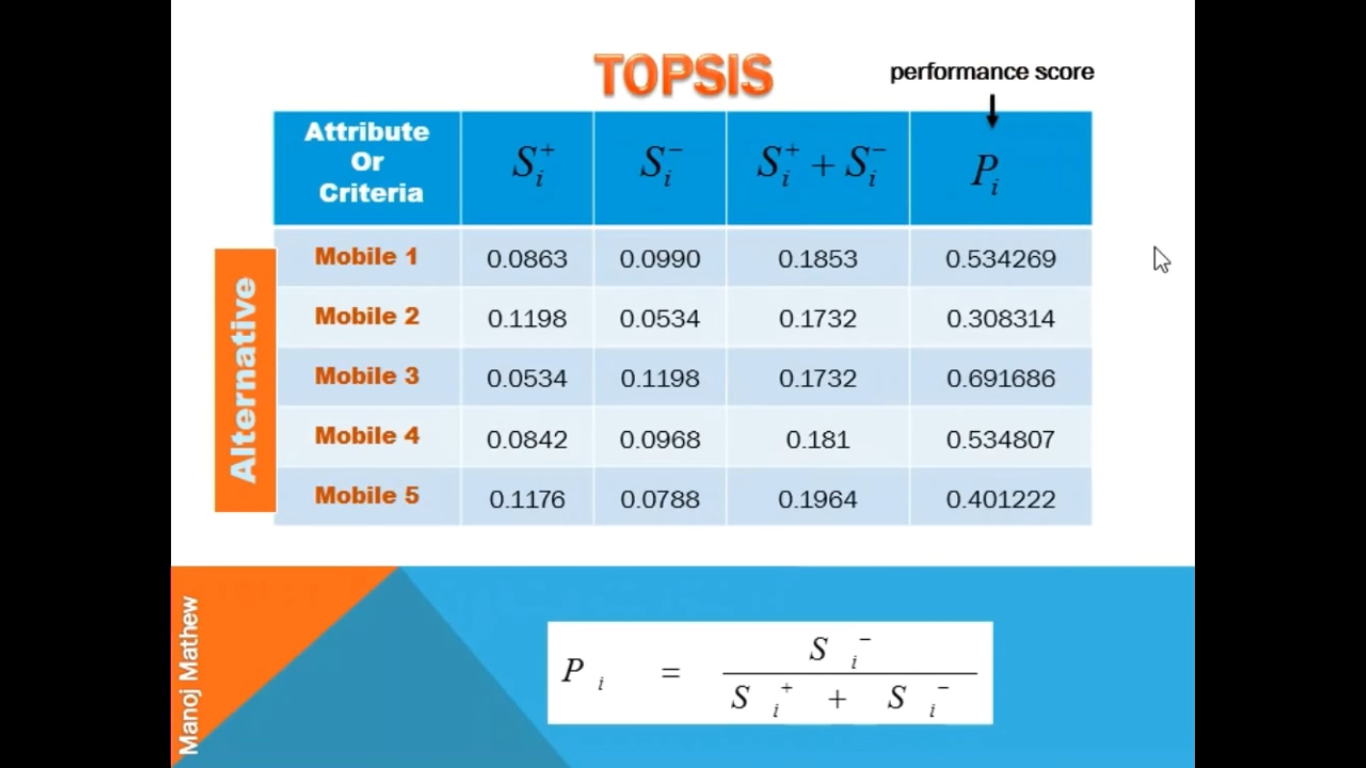 TOPSIS
performance score
Attribute Or Criteria S_i^+ S_i^- S_i^+ + S_i^- P_i
Alternative
Mobile 1 0.0863 0.0990 0.1853 0.534269
Mobile 2 0.1198 0.0534 0.1732 0.308314
Mobile 3 0.0534 0.1198 0.1732 0.691686
Mobile 4 0.0842 0.0968 0.181 0.534807
Mobile 5 0.1176 0.0788 0.1964 0.401222
Manoj Mathew
P_i = S_i^- / (S_i^+ + S_i^-)